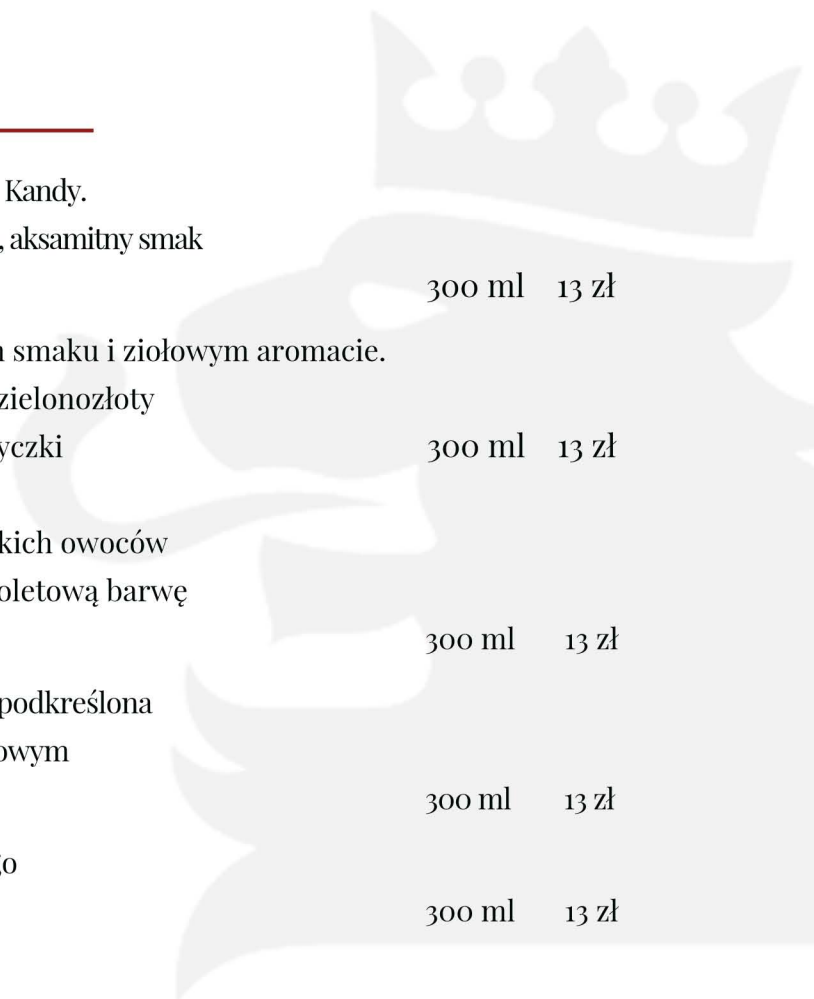 Kandy.
, aksamitny smak
300 ml 13 zł
smaku i ziołowym aromacie.
zielonozłoty
yczki 300 ml 13 zł
kich owoców
oletową barwę
300 ml 13 zł
podkreślona
owym
300 ml 13 zł
go
300 ml 13 zł